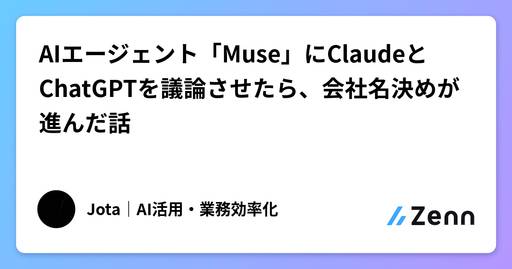 AIエージェント「Muse」にClaudeと
ChatGPTを議論させたら、会社名決めが
進んだ話
Jota｜AI活用・業務効率化
Zenn